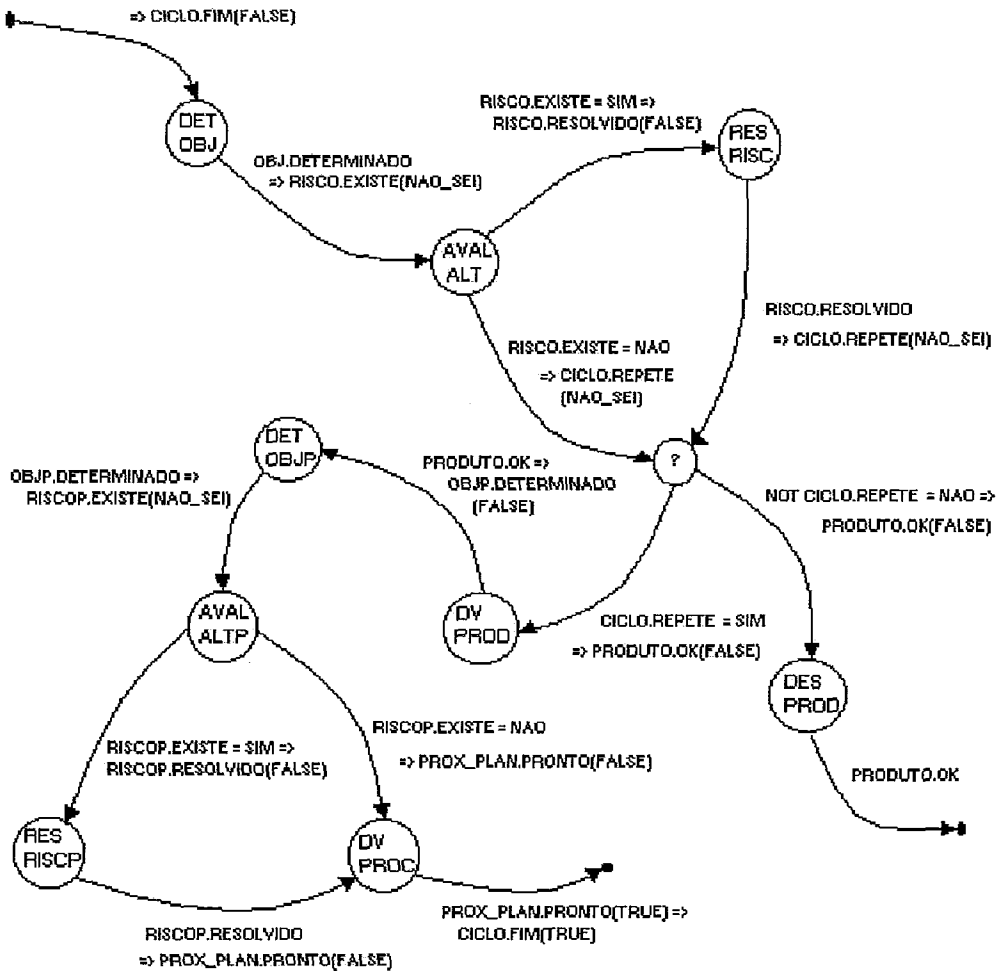 => CICLO.FIM(FALSE)
DET
OBJ
OBJ.DETERMINADO
=> RISCO.EXISTE(NAO_SEI)
RISCO.EXISTE = SIM =>
RISCO.RESOLVIDO(FALSE)
RES
RISC
AVAL
ALT
RISCO.RESOLVIDO
=> CICLO.REPETE(NAO_SEI)
RISCO.EXISTE = NAO
=> CICLO.REPETE
(NAO_SEI)
?
DET
OBJP
PRODUTO.OK =>
OBJP.DETERMINADO
(FALSE)
OBJP.DETERMINADO =>
RISCOP.EXISTE(NAO_SEI)
NOT CICLO.REPETE = NAO =>
PRODUTO.OK(FALSE)
AVAL
ALTP
DV
PROD
CICLO.REPETE = SIM
=> PRODUTO.OK(FALSE)
DES
PROD
RISCOP.EXISTE = SIM =>
RISCOP.RESOLVIDO(FALSE)
RISCOP.EXISTE = NAO
=> PROX_PLAN.PRONTO(FALSE)
PRODUTO.OK
RES
RISCP
DV
PROC
RISCOP.RESOLVIDO
=> PROX_PLAN.PRONTO(FALSE)
PROX_PLAN.PRONTO(TRUE) =>
CICLO.FIM(TRUE)